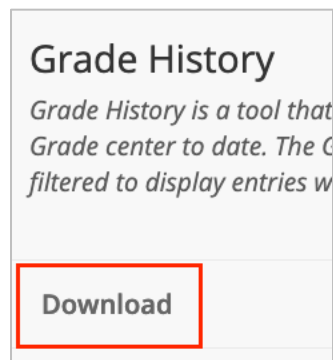 Grade History
Grade History is a tool that
Grade center to date. The
filtered to display entries
Download